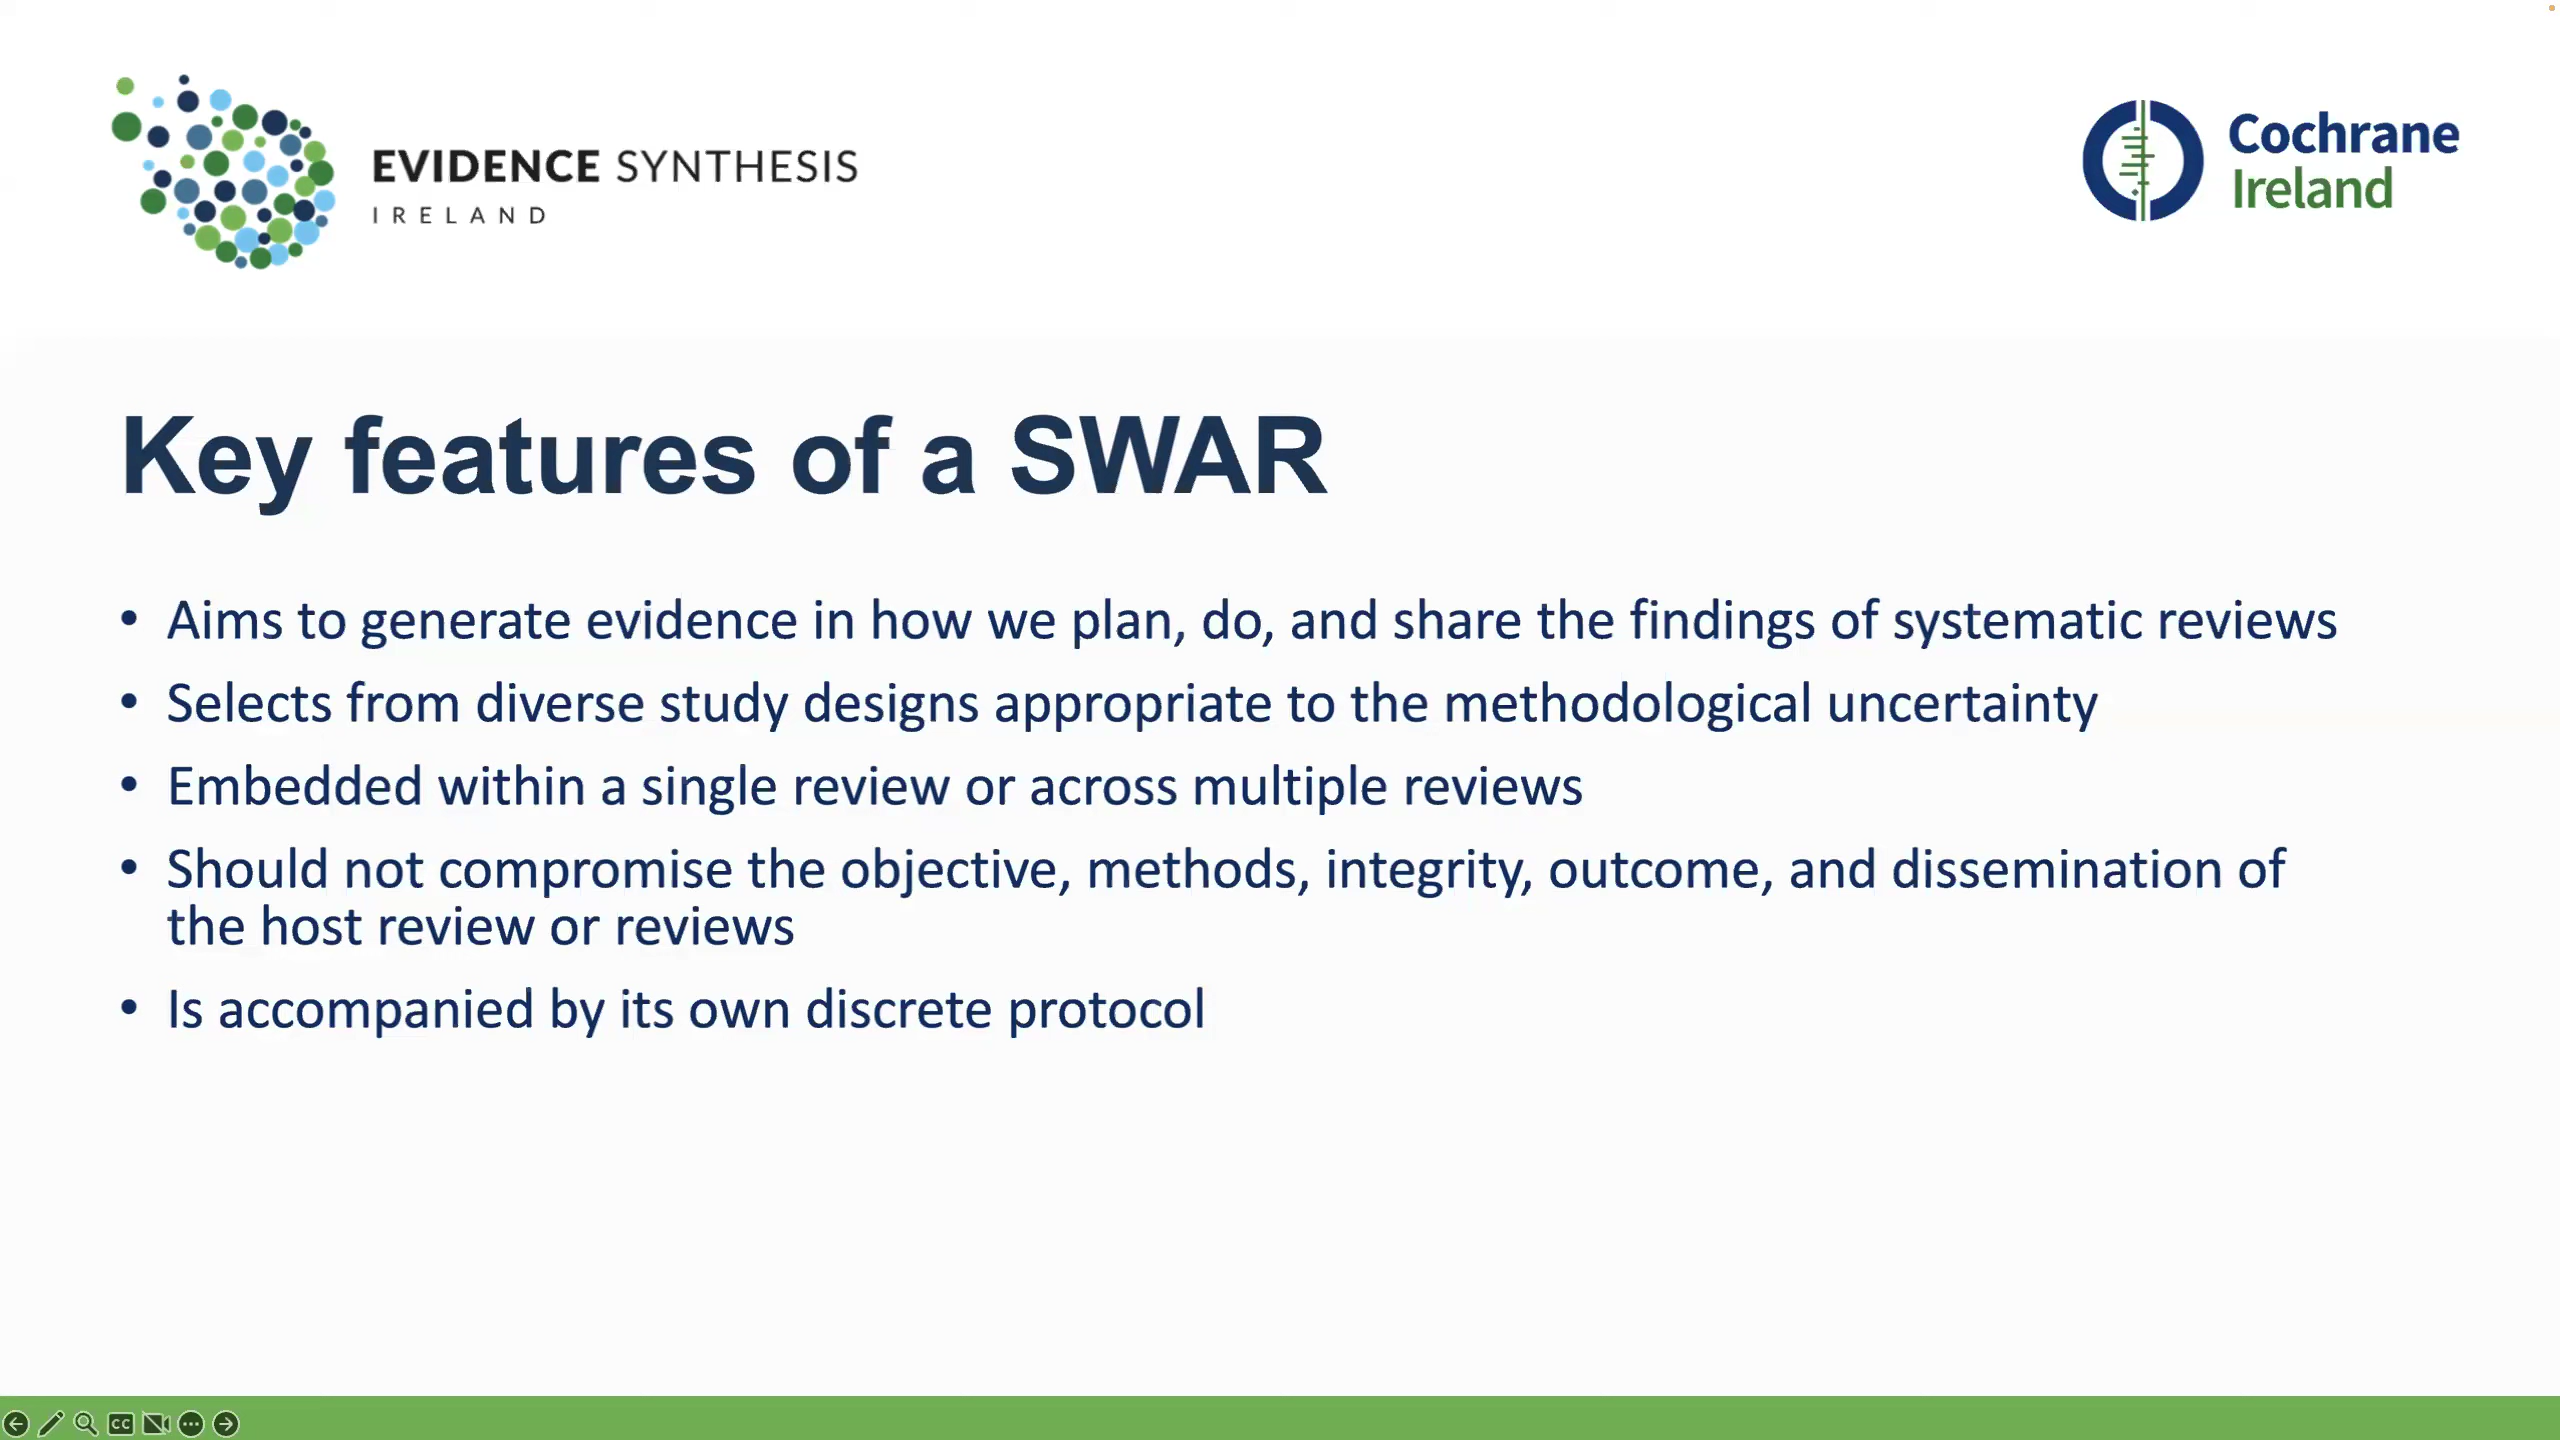 EVIDENCE SYNTHESIS
IRELAND
Cochrane
Ireland
Key features of a SWAR
• Aims to generate evidence in how we plan, do, and share the findings of systematic reviews
• Selects from diverse study designs appropriate to the methodological uncertainty
• Embedded within a single review or across multiple reviews
• Should not compromise the objective, methods, integrity, outcome, and dissemination of
the host review or reviews
• Is accompanied by its own discrete protocol
CC